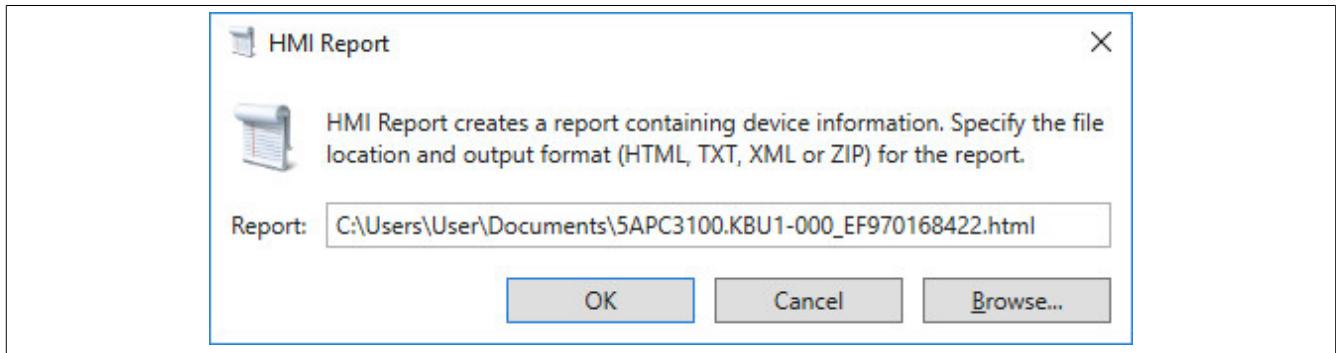 HMI Report
HMI Report creates a report containing device information. Specify the file
location and output format (HTML, TXT, XML or ZIP) for the report.
Report: C:\Users\User\Documents\5APC3100.KBU1-000_EF970168422.html
OK Cancel Browse...